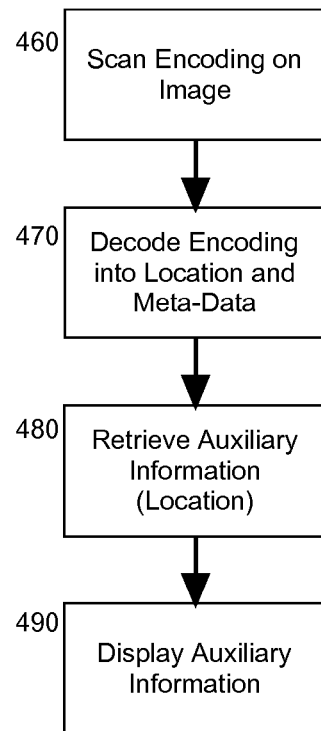 460
Scan Encoding on
Image
470
Decode Encoding
into Location and
Meta-Data
480
Retrieve Auxiliary
Information
(Location)
490
Display Auxiliary
Information